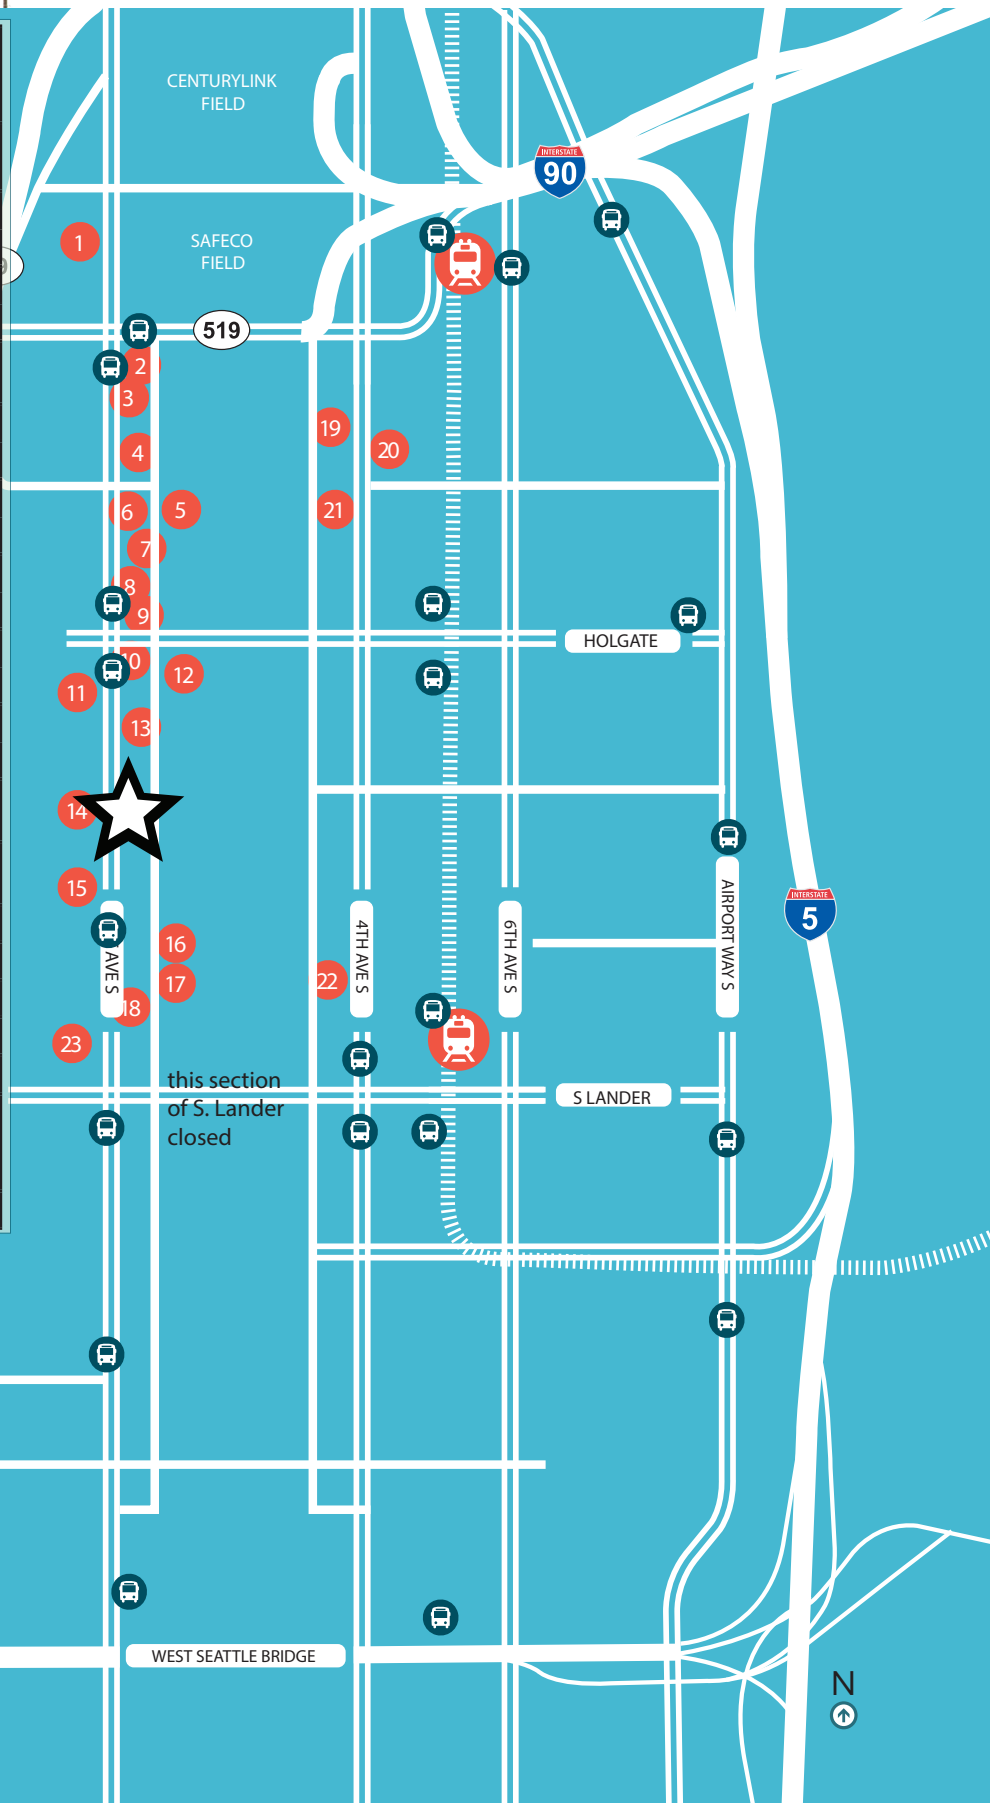 CENTURYLINK
FIELD
INTERSTATE
90
1
SAFECO
FIELD
519
2
3
19
4
20
6
5
21
7
8
9
HOLGATE
10
12
11
13
14
15
INTERSTATE
5
AVE S
16
17
18
4TH AVE S
22
6TH AVE S
AIRPORT WAY S
23
this section
of S. Lander
closed
S LANDER
WEST SEATTLE BRIDGE
N